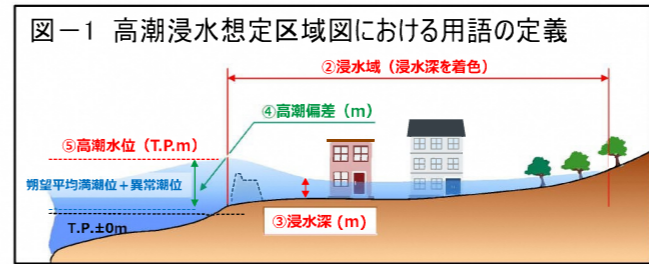 図－1 高潮浸水想定区域図における用語の定義
②浸水域（浸水深を着色）
④高潮偏差（m）
⑤高潮水位（T.P.m）
朔望平均満潮位＋異常潮位
③浸水深（m）
T.P.±0m